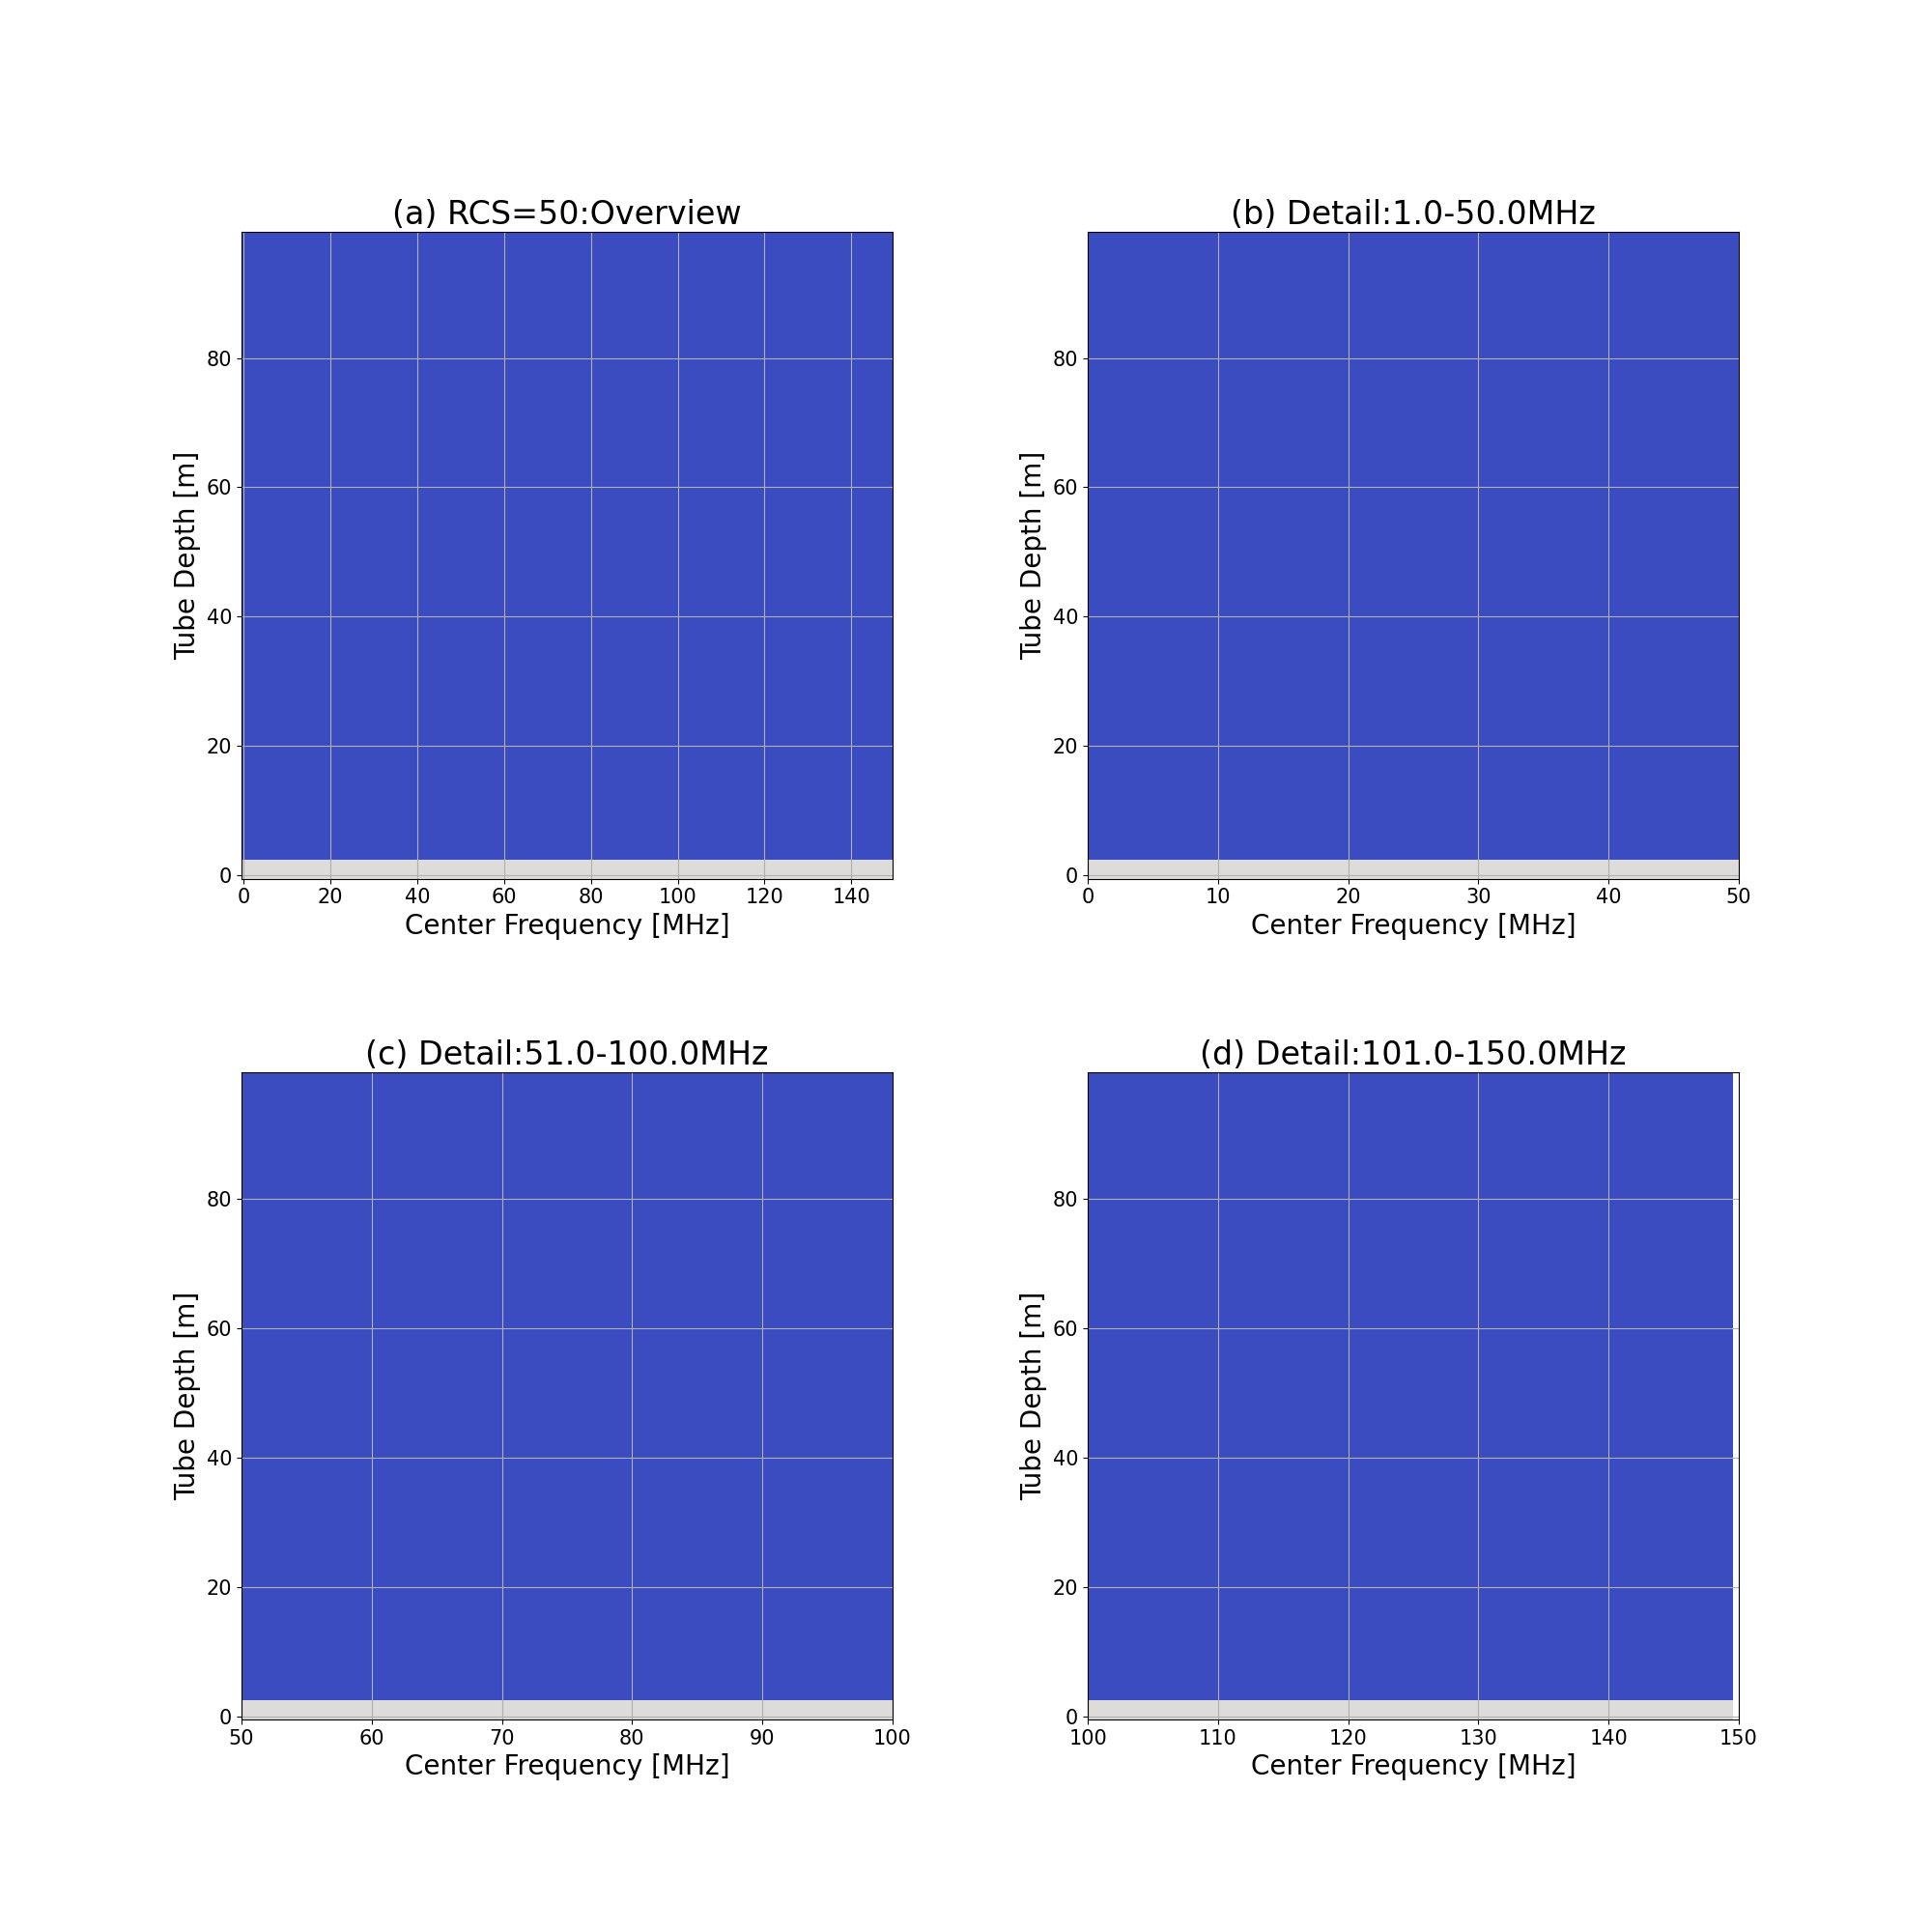 (a) RCS=50:Overview
Tube Depth [m]
80
60
40
20
0
0 20 40 60 80 100 120 140
Center Frequency [MHz]
(b) Detail:1.0-50.0MHz
Tube Depth [m]
80
60
40
20
0
0 10 20 30 40 50
Center Frequency [MHz]
(c) Detail:51.0-100.0MHz
Tube Depth [m]
80
60
40
20
0
50 60 70 80 90 100
Center Frequency [MHz]
(d) Detail:101.0-150.0MHz
Tube Depth [m]
80
60
40
20
0
100 110 120 130 140 150
Center Frequency [MHz]